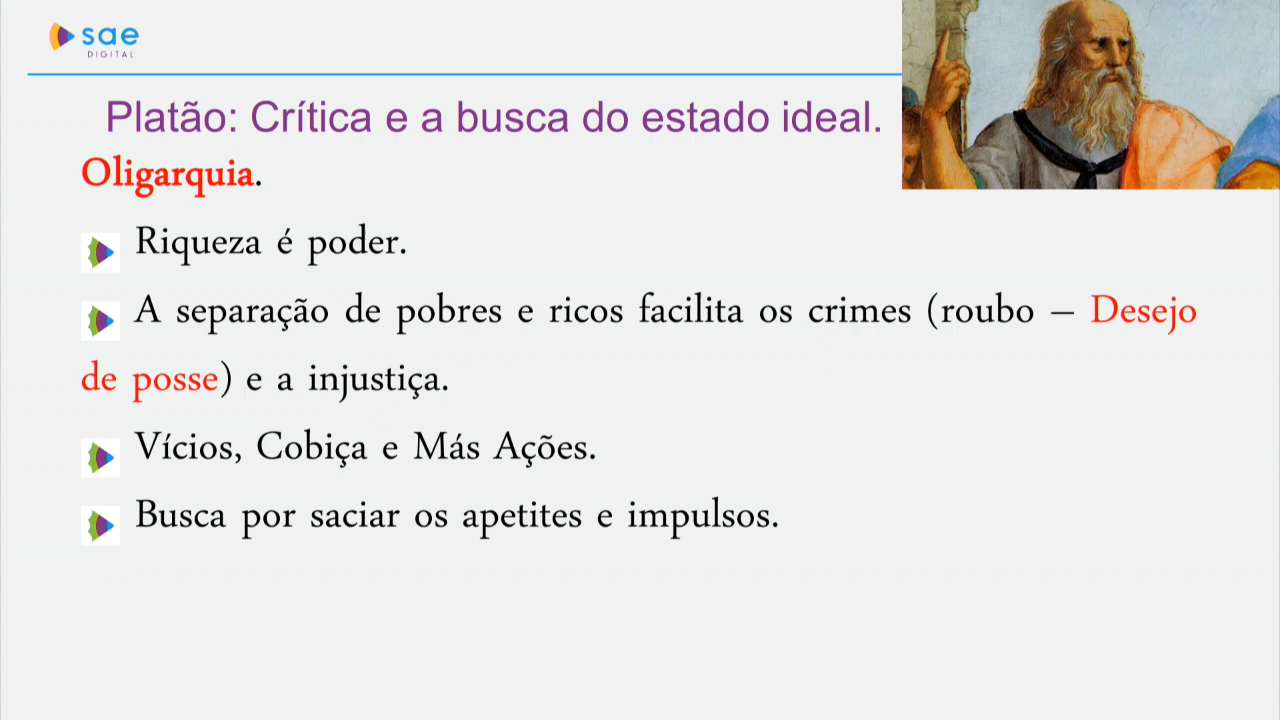 sae
DIGITAL
Platão: Crítica e a busca do estado ideal.
Oligarquia.
Riqueza é poder.
A separação de pobres e ricos facilita os crimes (roubo – Desejo
de posse) e a injustiça.
Vícios, Cobiça e Más Ações.
Busca por saciar os apetites e impulsos.